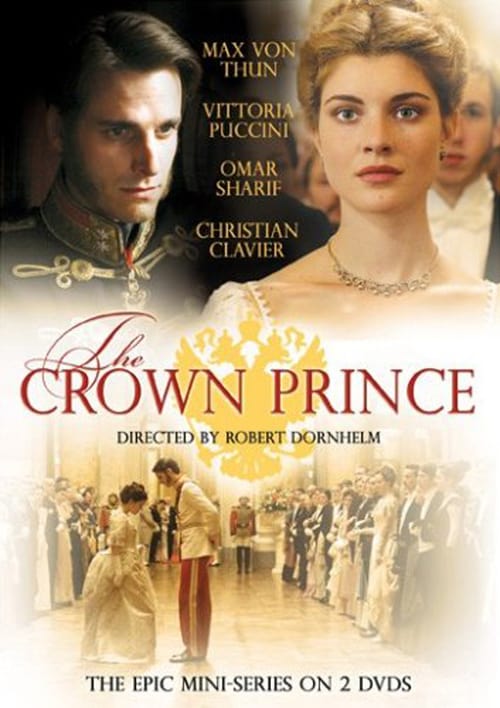 MAX VON
THUN
VITTORIA
PUCCINI
OMAR
SHARIF
CHRISTIAN
CLAVIER
The
CROWN PRINCE
DIRECTED BY ROBERT DORNHELM
THE EPIC MINI-SERIES ON 2 DVDS